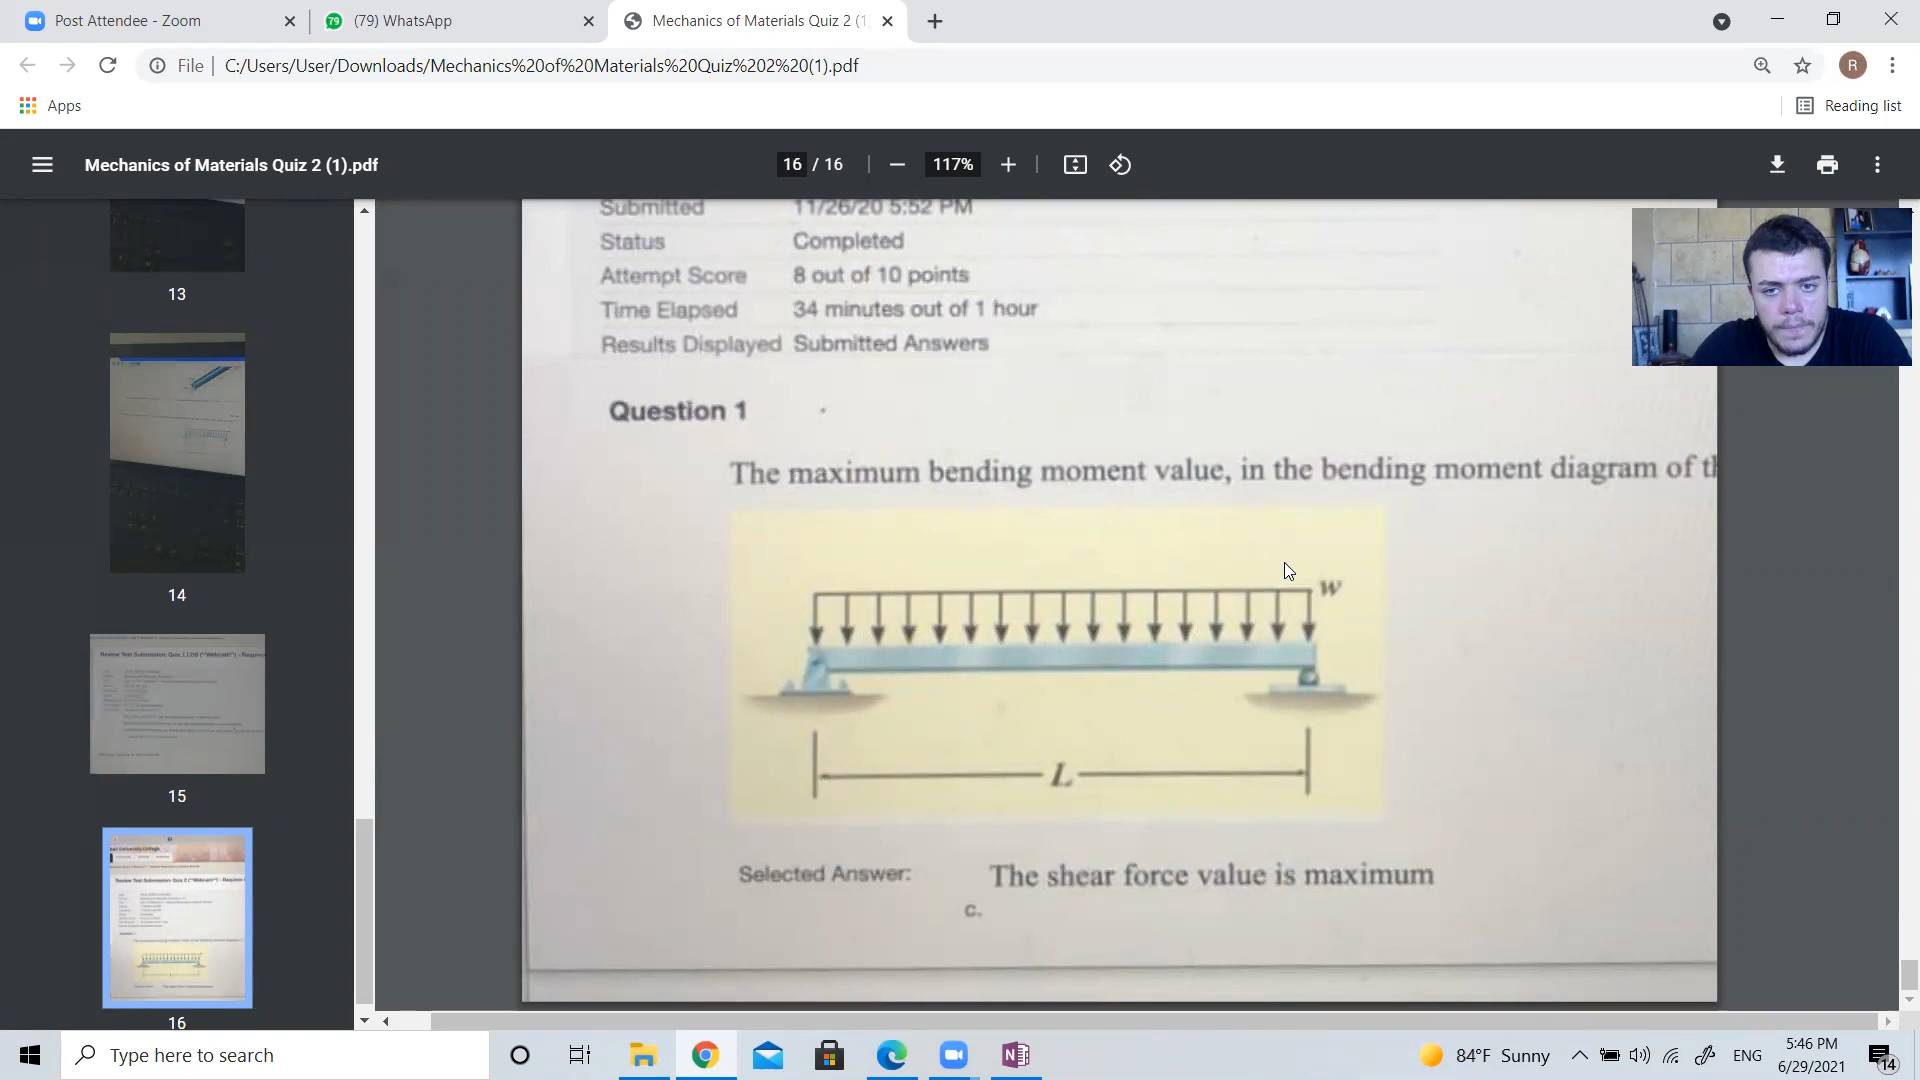 Post Attendee - Zoom
79
(79) WhatsApp
Mechanics of Materials Quiz 2 (1
File
C:/Users/User/Downloads/Mechanics%20of%20Materials%20Quiz%202%20(1).pdf
R
Apps
Reading list
Mechanics of Materials Quiz 2 (1).pdf
16 / 16
117%
13
14
15
16
Submitted 11/26/20 5:52 PM
Status Completed
Attempt Score 8 out of 10 points
Time Elapsed 34 minutes out of 1 hour
Results Displayed Submitted Answers
Question 1
The maximum bending moment value, in the bending moment diagram of
w
L
Selected Answer: The shear force value is maximum
c.
Type here to search
N
84°F Sunny
ENG
5:46 PM
6/29/2021
14